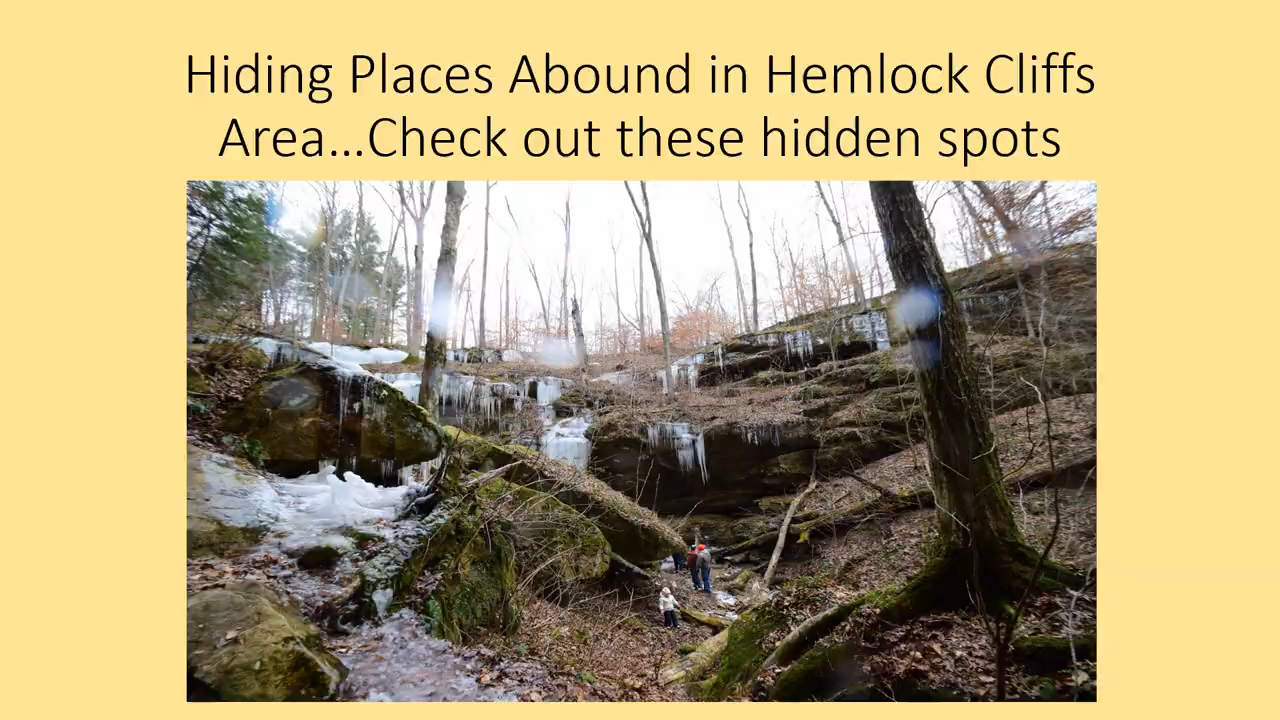 Hiding Places Abound in Hemlock Cliffs
Area...Check out these hidden spots